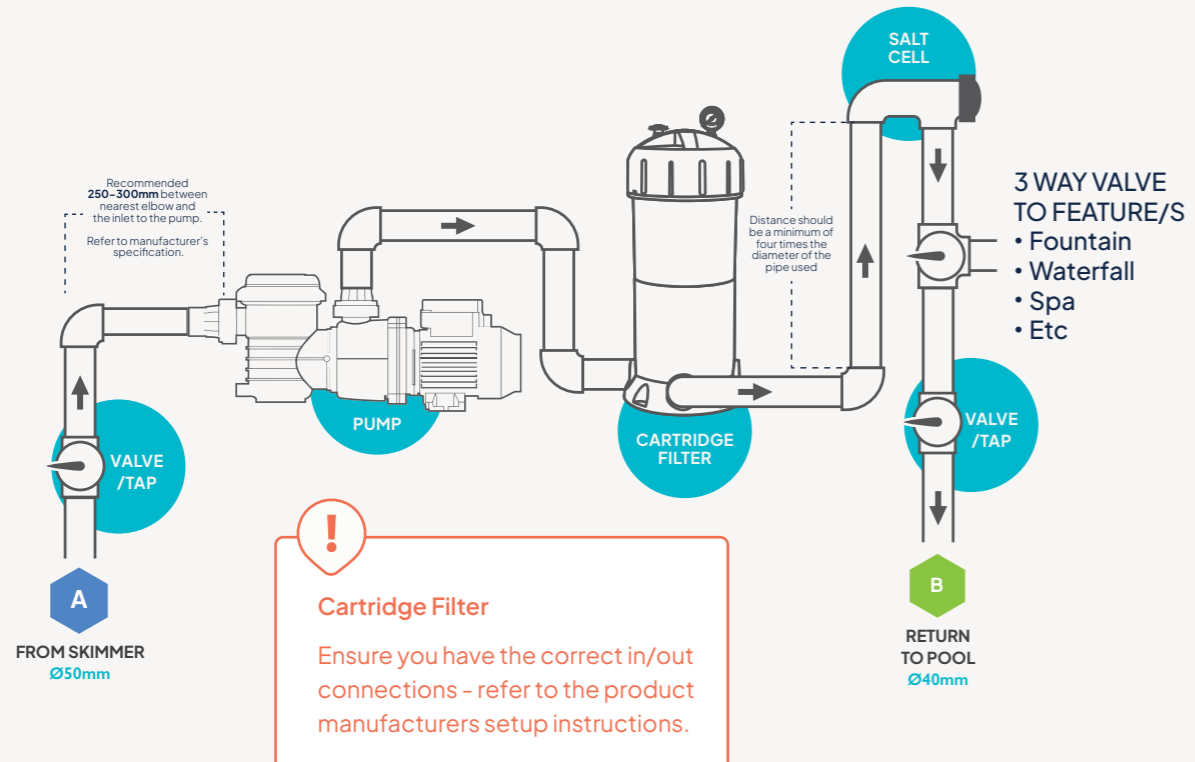 SALT
CELL
Recommended
250-300mm between
nearest elbow and
the inlet to the pump.
Refer to manufacturer's
specification.
Distance should
be a minimum of
four times the
diameter of the
pipe used
3 WAY VALVE
TO FEATURE/S
• Fountain
• Waterfall
• Spa
• Etc
PUMP
CARTRIDGE
FILTER
VALVE
/TAP
VALVE
/TAP
!
Cartridge Filter
Ensure you have the correct in/out
connections - refer to the product
manufacturers setup instructions.
A
FROM SKIMMER
Ø50mm
B
RETURN
TO POOL
Ø40mm